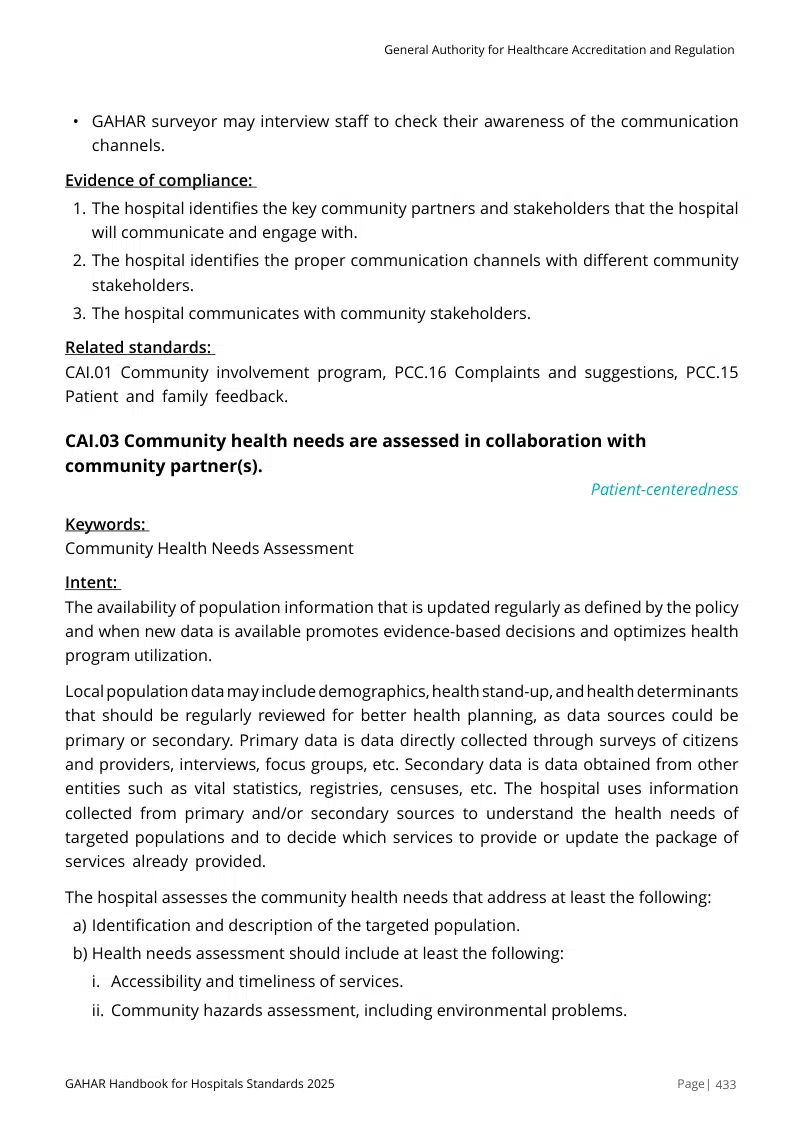 General Authority for Healthcare Accreditation and Regulation
• GAHAR surveyor may interview staff to check their awareness of the communication
channels.
Evidence of compliance:
1. The hospital identifies the key community partners and stakeholders that the hospital
will communicate and engage with.
2. The hospital identifies the proper communication channels with different community
stakeholders.
3. The hospital communicates with community stakeholders.
Related standards:
CAI.01 Community involvement program, PCC.16 Complaints and suggestions, PCC.15
Patient and family feedback.
CAI.03 Community health needs are assessed in collaboration with
community partner(s).
Patient-centeredness
Keywords:
Community Health Needs Assessment
Intent:
The availability of population information that is updated regularly as defined by the policy
and when new data is available promotes evidence-based decisions and optimizes health
program utilization.
Local population data may include demographics, health stand-up, and health determinants
that should be regularly reviewed for better health planning, as data sources could be
primary or secondary. Primary data is data directly collected through surveys of citizens
and providers, interviews, focus groups, etc. Secondary data is data obtained from other
entities such as vital statistics, registries, censuses, etc. The hospital uses information
collected from primary and/or secondary sources to understand the health needs of
targeted populations and to decide which services to provide or update the package of
services already provided.
The hospital assesses the community health needs that address at least the following:
a) Identification and description of the targeted population.
b) Health needs assessment should include at least the following:
i. Accessibility and timeliness of services.
ii. Community hazards assessment, including environmental problems.
GAHAR Handbook for Hospitals Standards 2025
Page| 433